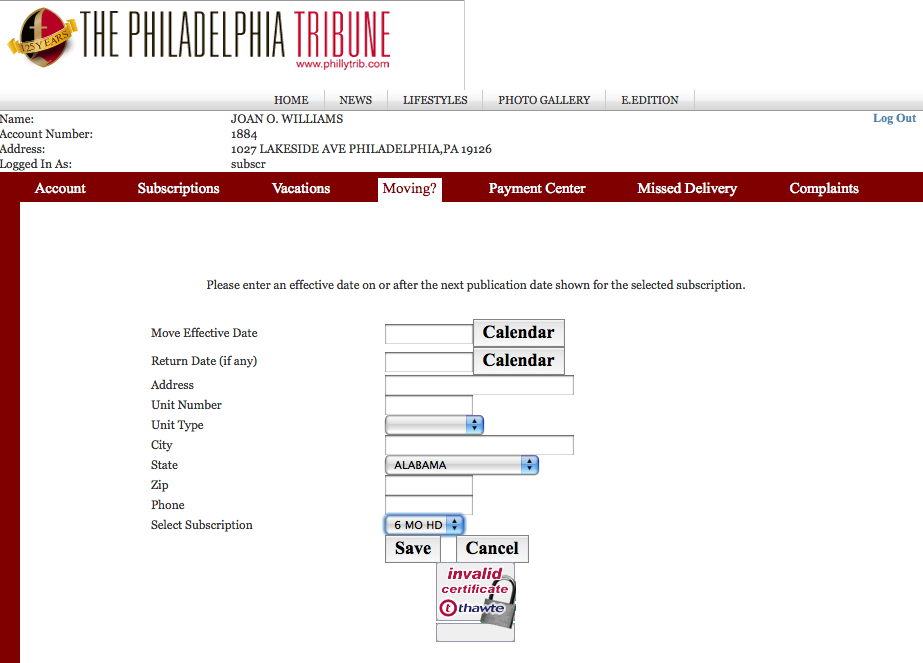 125 YEARS
THE PHILADELPHIA TRIBUNE
www.phillytrib.com
HOME NEWS LIFESTYLES PHOTO GALLERY E.EDITION
Name: JOAN O. WILLIAMS Log Out
Account Number: 1884
Address: 1027 LAKESIDE AVE PHILADELPHIA,PA 19126
Logged In As: subscr
Account Subscriptions Vacations Moving? Payment Center Missed Delivery Complaints
Please enter an effective date on or after the next publication date shown for the selected subscription.
Move Effective Date Calendar
Return Date (if any) Calendar
Address
Unit Number
Unit Type
City
State ALABAMA
Zip
Phone
Select Subscription 6 MO HD
Save Cancel
invalid
certificate
t thawte